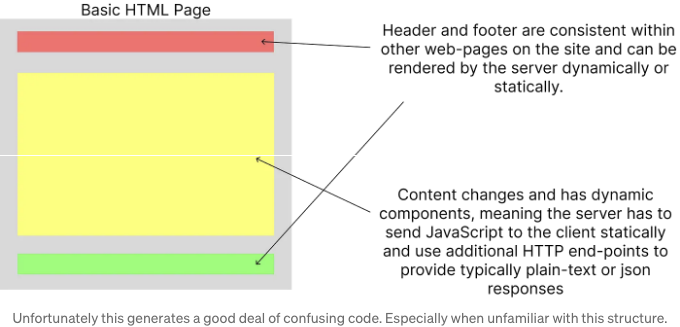 Basic HTML Page
Header and footer are consistent within
other web-pages on the site and can be
rendered by the server dynamically or
statically.
Content changes and has dynamic
components, meaning the server has to
send JavaScript to the client statically
and use additional HTTP end-points to
provide typically plain-text or json
responses
Unfortunately this generates a good deal of confusing code. Especially when unfamiliar with this structure.